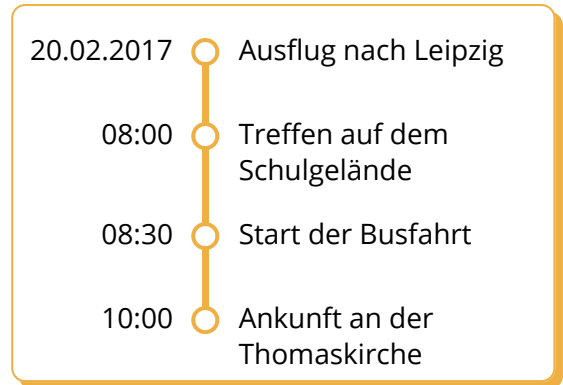 20.02.2017 Ausflug nach Leipzig
08:00 Treffen auf dem
Schulgelände
08:30 Start der Busfahrt
10:00 Ankunft an der
Thomaskirche